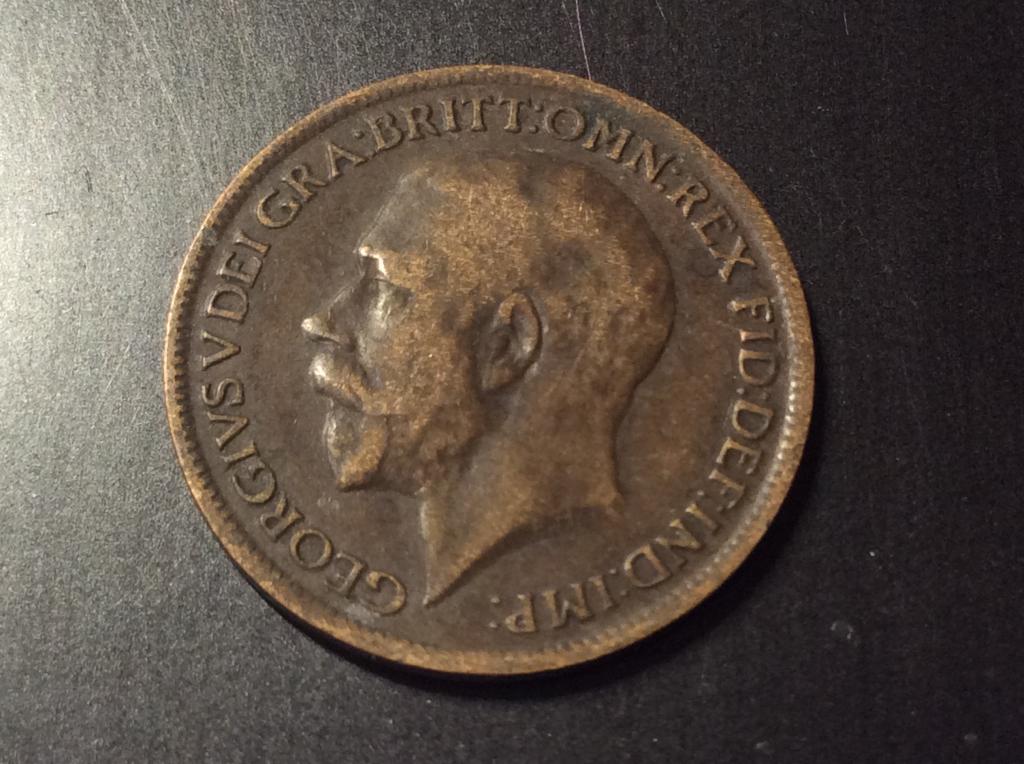 GEORGIVS V DEI GRA:BRITT:OMN:REX FID:DEF:IND:IMP: